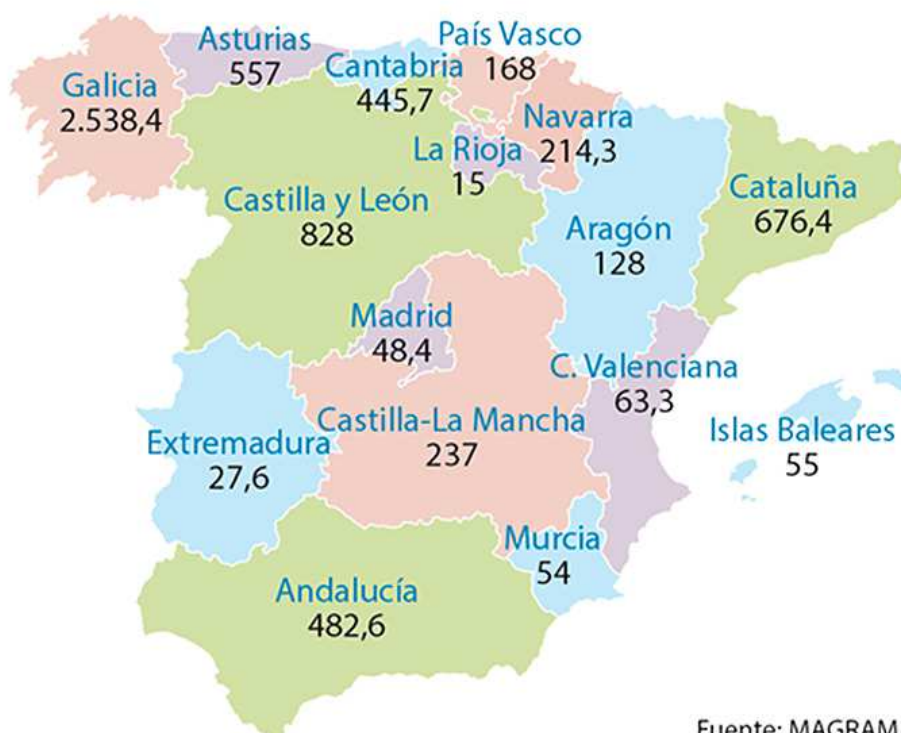 Asturias
557
País Vasco
168
Galicia
2.538,4
Cantabria
445,7
Navarra
214,3
La Rioja
15
Cataluña
676,4
Castilla y León
828
Aragón
128
Madrid
48,4
C. Valenciana
63,3
Castilla-La Mancha
237
Islas Baleares
55
Extremadura
27,6
Murcia
54
Andalucía
482,6
Fuente: MAGRAM